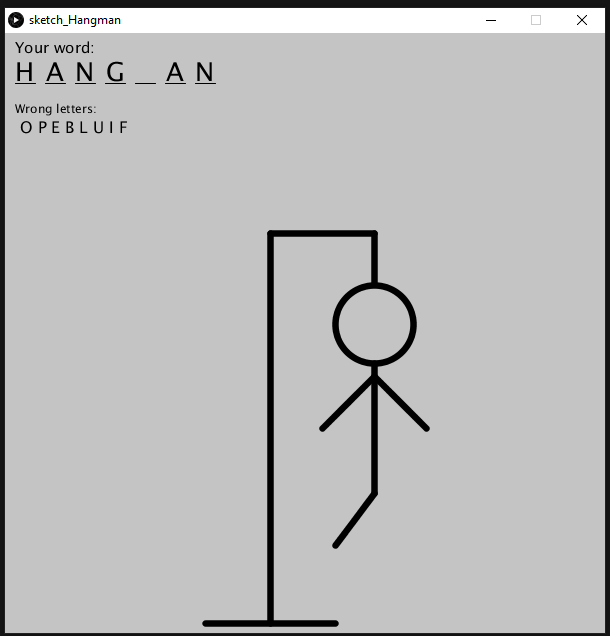 sketch_Hangman
Your word:
H A N G _ A N
Wrong letters:
O P E B L U I F